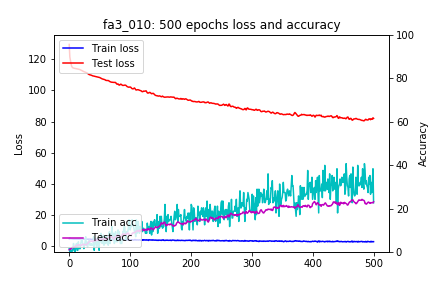 fa3_010: 500 epochs loss and accuracy
Train loss
Test loss
Train acc
Test acc
Loss
Accuracy
120
100
80
60
40
20
0
100
80
60
40
20
0
0
100
200
300
400
500